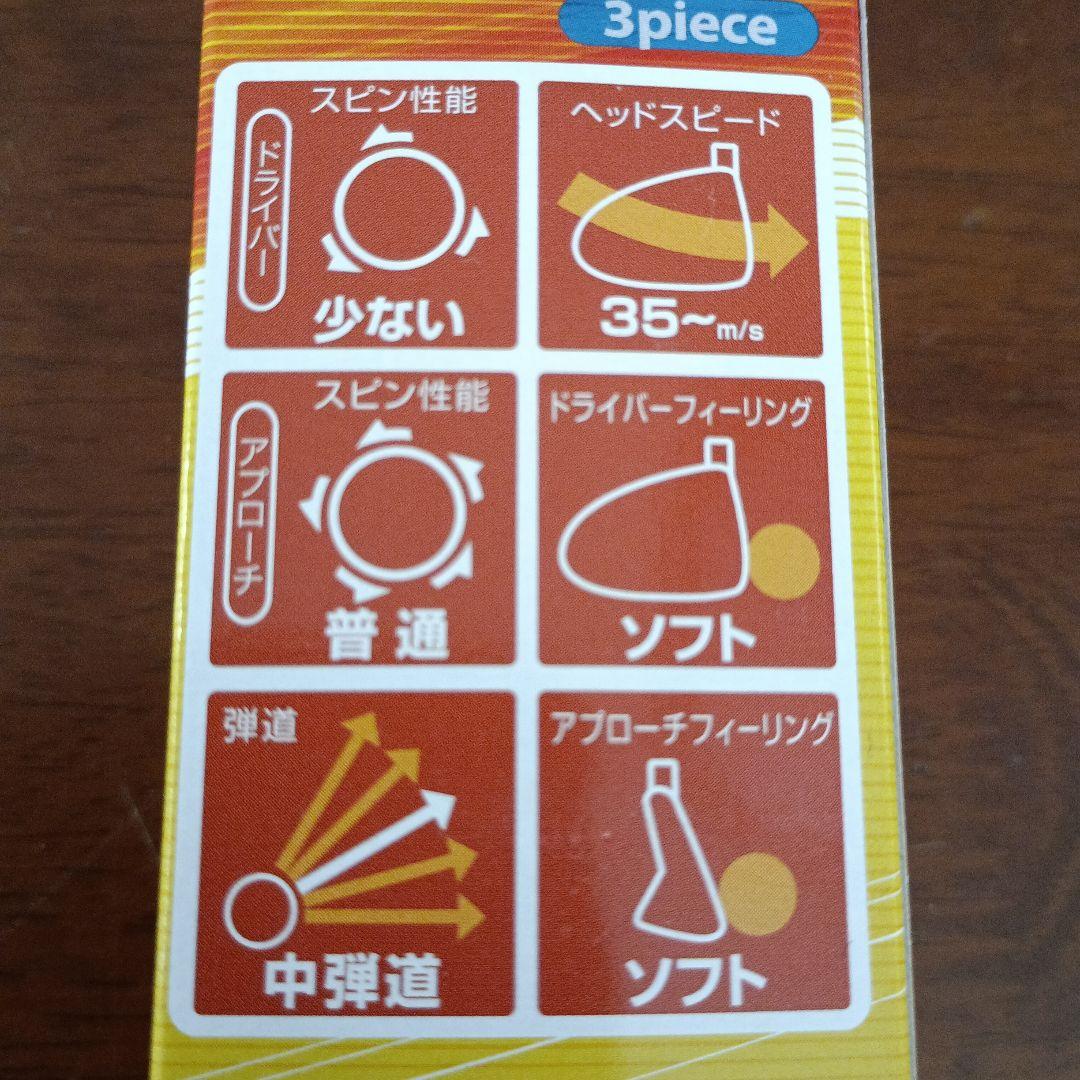 3piece
スピン性能
ドライバー
少ない
ヘッドスピード
35～m/s
スピン性能
アプローチ
普通
ドライバーフィーリング
ソフト
弾道
中弾道
アプローチフィーリング
ソフト